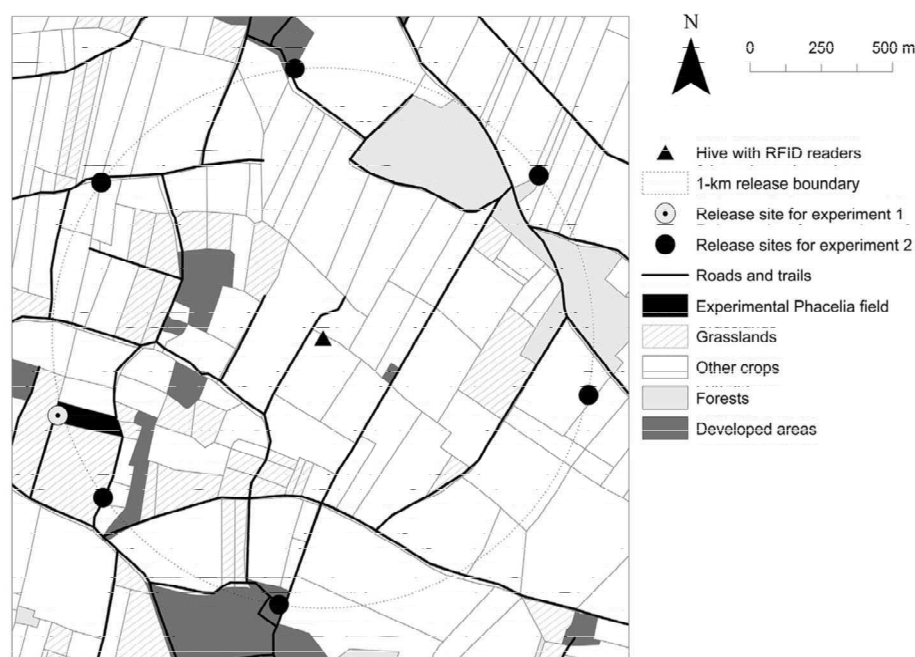 N
0 250 500 m
Hive with RFID readers
1-km release boundary
Release site for experiment 1
Release sites for experiment 2
Roads and trails
Experimental Phacelia field
Grasslands
Other crops
Forests
Developed areas